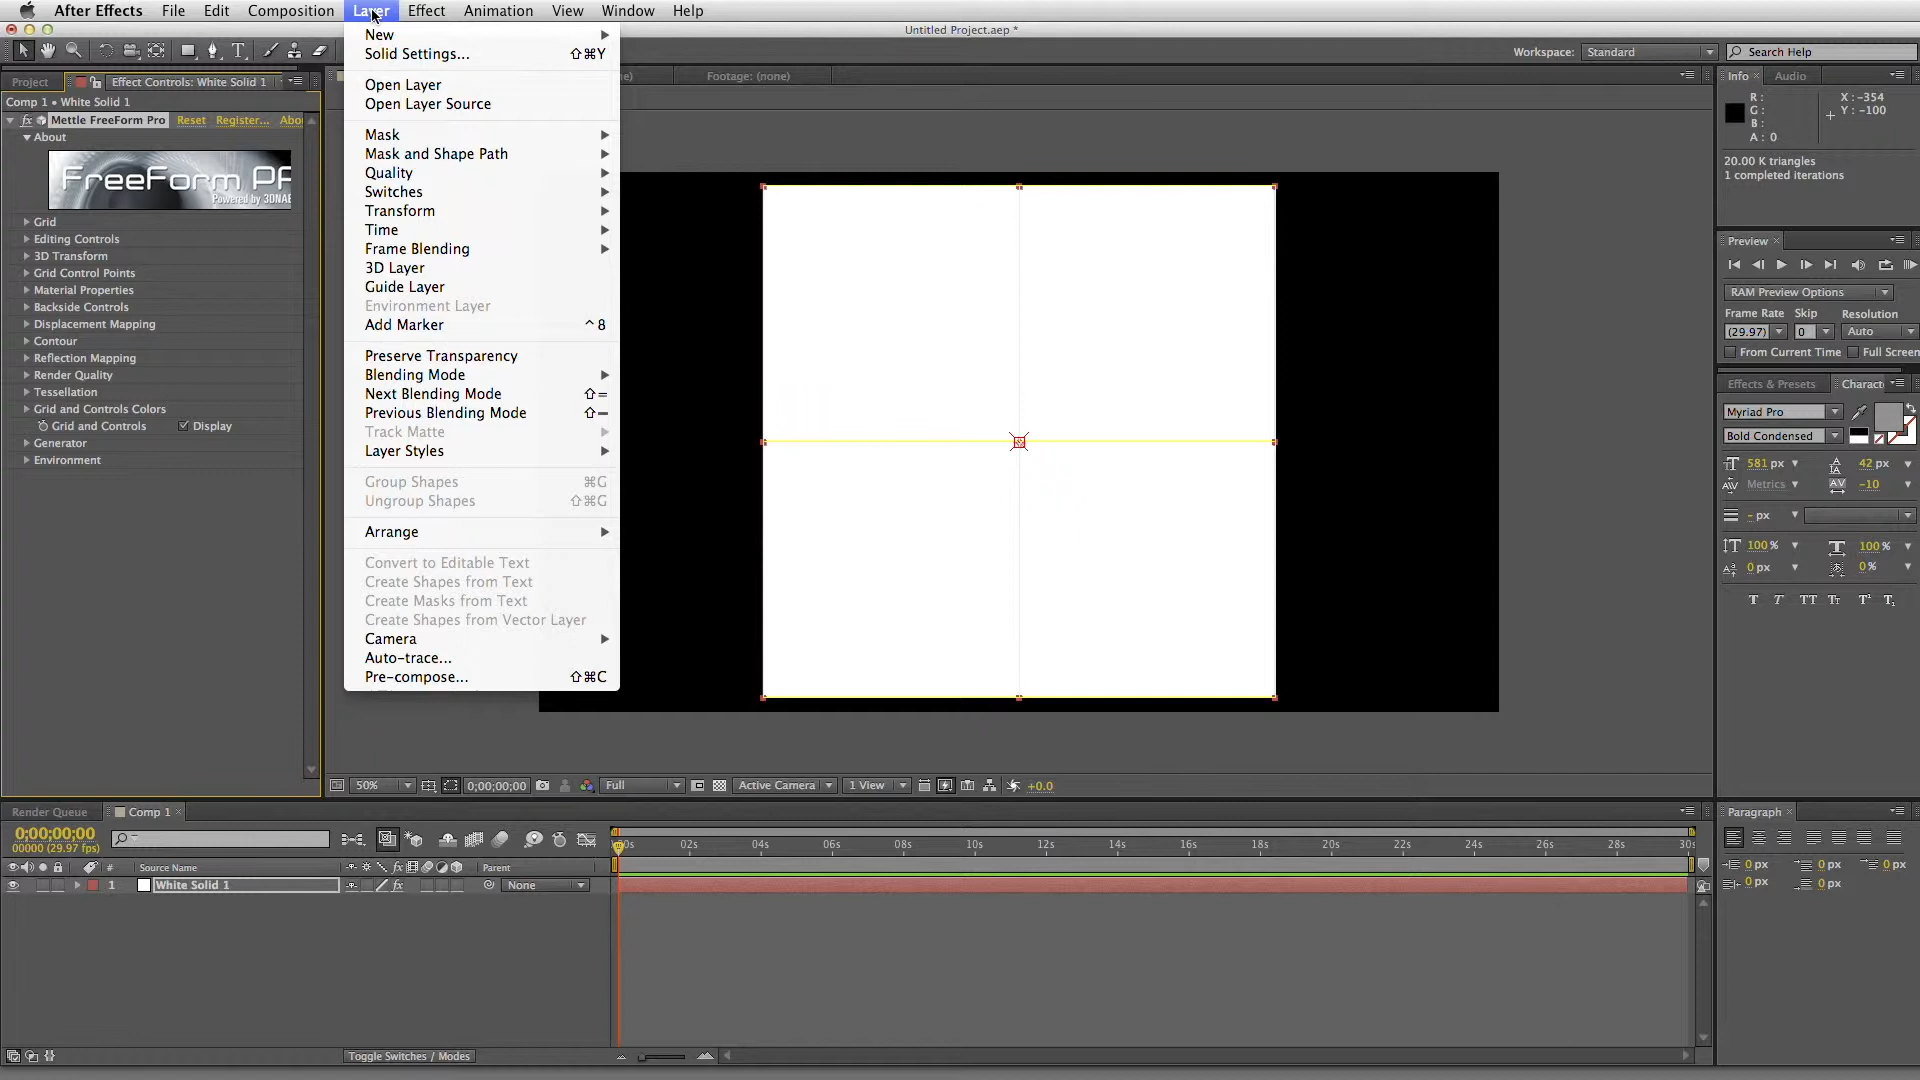 After Effects File Edit Composition Layer Effect Animation View Window Help
Untitled Project.aep *
Workspace: Standard Search Help
Project Effect Controls: White Solid 1
Comp 1 • White Solid 1
Mettle FreeForm Pro Reset Register... Abo
About
FreeForm
Powered by 3DNAE
Grid
Editing Controls
3D Transform
Grid Control Points
Material Properties
Backside Controls
Displacement Mapping
Contour
Reflection Mapping
Render Quality
Tessellation
Grid and Controls Colors
Grid and Controls Display
Generator
Environment
New
Solid Settings... ⇧⌘Y
Open Layer
Open Layer Source
Mask
Mask and Shape Path
Quality
Switches
Transform
Time
Frame Blending
3D Layer
Guide Layer
Environment Layer
Add Marker ^8
Preserve Transparency
Blending Mode
Next Blending Mode ⇧=
Previous Blending Mode ⇧–
Track Matte
Layer Styles
Group Shapes ⌘G
Ungroup Shapes ⇧⌘G
Arrange
Convert to Editable Text
Create Shapes from Text
Create Masks from Text
Create Shapes from Vector Layer
Camera
Auto-trace...
Pre-compose... ⇧⌘C
Footage: (none)
50% 0;00;00;00 Full Active Camera 1 View +0.0
Info Audio
R: X: -354
G: Y: -100
B:
A: 0
20.00 K triangles
1 completed iterations
Preview
RAM Preview Options
Frame Rate Skip Resolution
(29.97) 0 Auto
From Current Time Full Screen
Effects & Presets Charact
Myriad Pro
Bold Condensed
581 px 42 px
Metrics -10
- px
100 % 100 %
0 px 0 %
T T TT Tt T¹ T₁
Render Queue Comp 1
0;00;00;00
00000 (29.97 fps)
# Source Name Parent
1 White Solid 1 None
02s 04s 06s 08s 10s 12s 14s 16s 18s 20s 22s 24s 26s 28s 30s
Toggle Switches / Modes
Paragraph
0 px 0 px 0 px
0 px 0 px